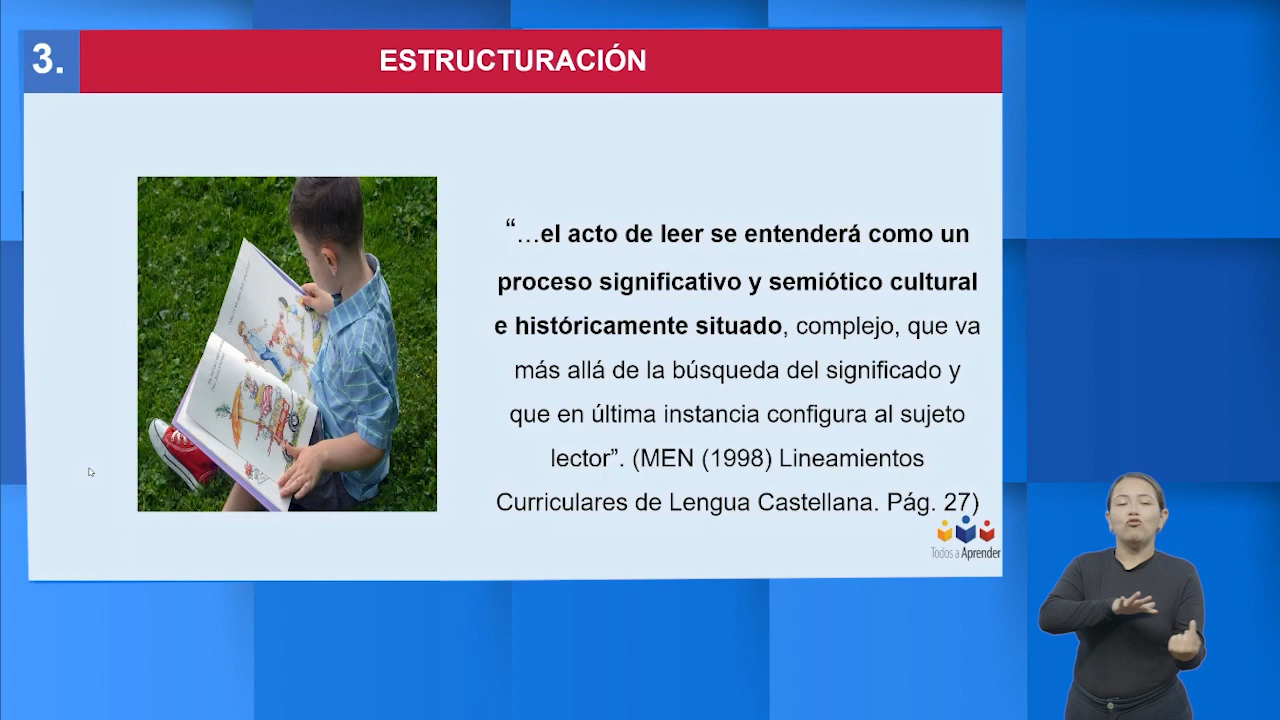 3.
ESTRUCTURACIÓN
“…el acto de leer se entenderá como un
proceso significativo y semiótico cultural
e históricamente situado, complejo, que va
más allá de la búsqueda del significado y
que en última instancia configura al sujeto
lector”. (MEN (1998) Lineamientos
Curriculares de Lengua Castellana. Pág. 27)
Todos a Aprender